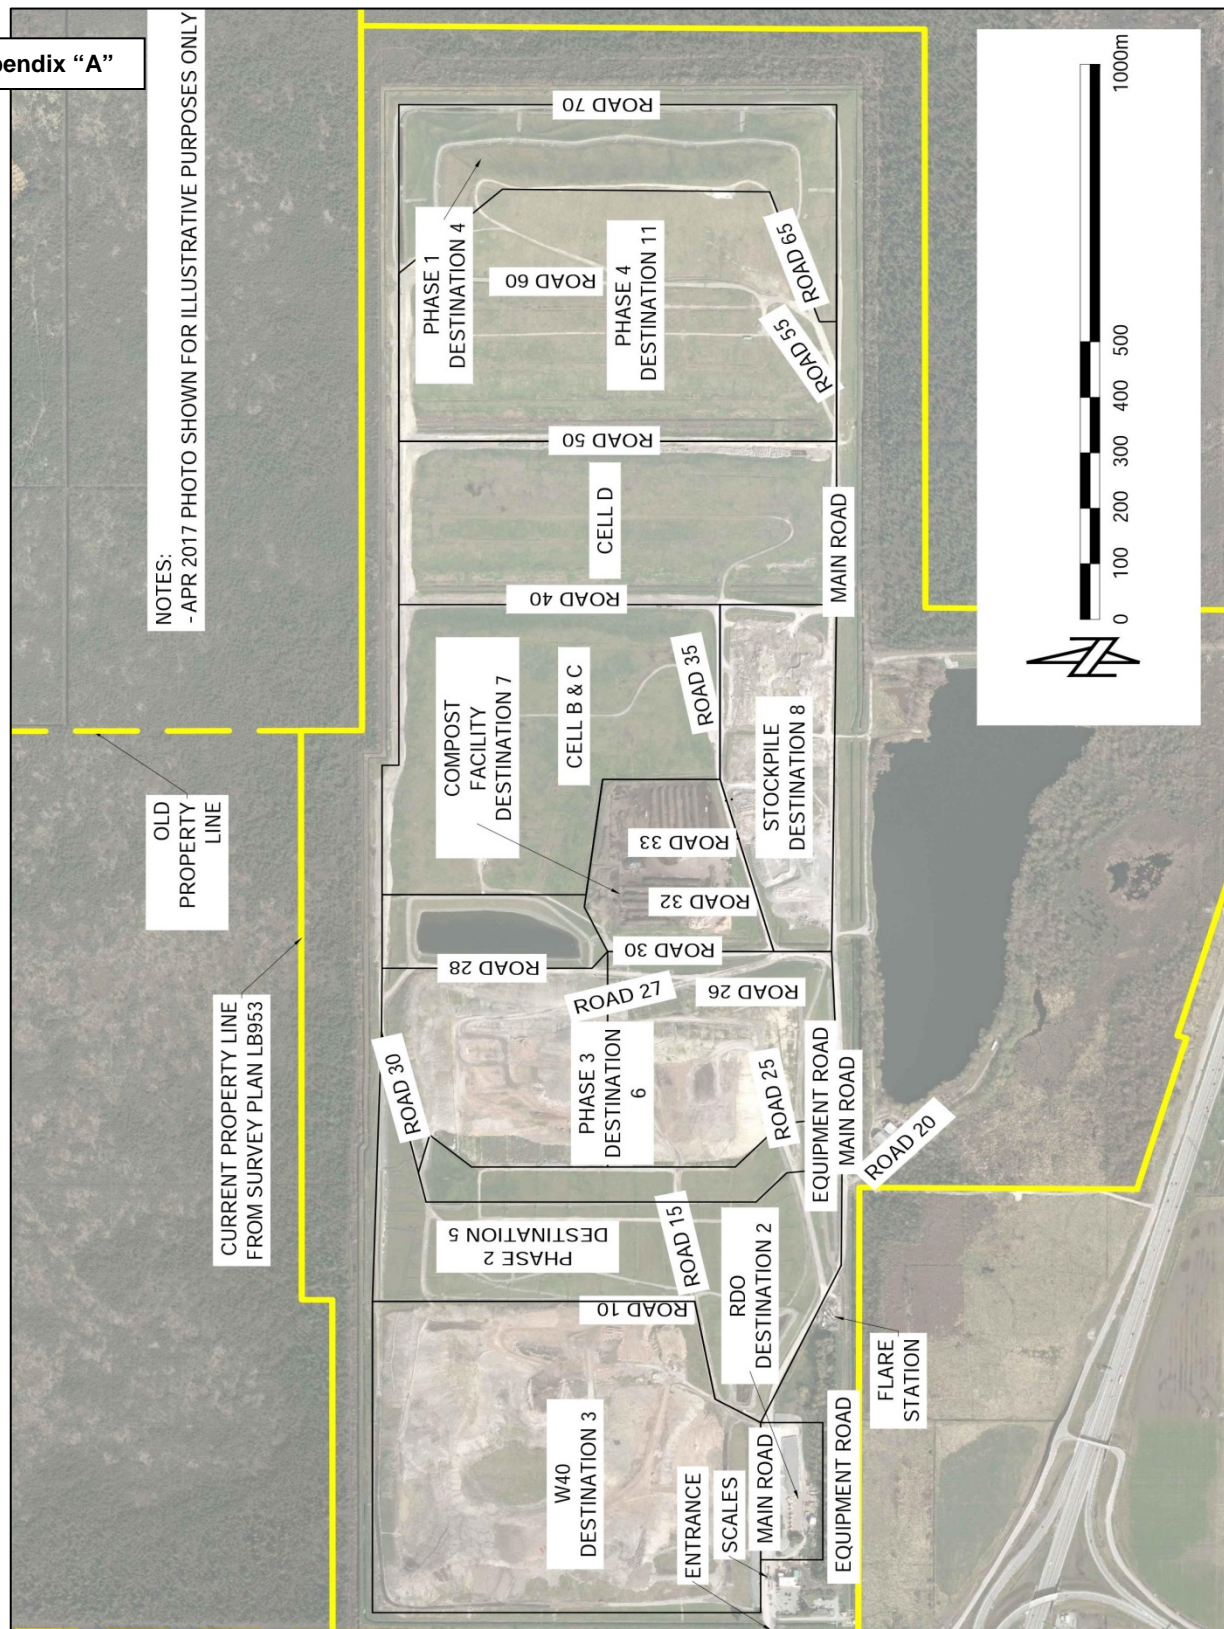 pendix “A”
NOTES:
- APR 2017 PHOTO SHOWN FOR ILLUSTRATIVE PURPOSES ONLY
OLD
PROPERTY
LINE
CURRENT PROPERTY LINE
FROM SURVEY PLAN LB953
ROAD 70
PHASE 1
DESTINATION 4
ROAD 60
PHASE 4
DESTINATION 11
ROAD 65
ROAD 55
ROAD 50
CELL D
MAIN ROAD
ROAD 40
COMPOST
FACILITY
DESTINATION 7
CELL B & C
ROAD 35
STOCKPILE
DESTINATION 8
ROAD 33
ROAD 32
ROAD 30
ROAD 28
ROAD 27
ROAD 26
ROAD 30
PHASE 3
DESTINATION
6
ROAD 25
EQUIPMENT ROAD
MAIN ROAD
ROAD 20
PHASE 2
DESTINATION 5
ROAD 15
ROAD 10
RDO
DESTINATION 2
W40
DESTINATION 3
ENTRANCE
SCALES
MAIN ROAD
FLARE
STATION
EQUIPMENT ROAD
0
100
200
300
400
500
1000m